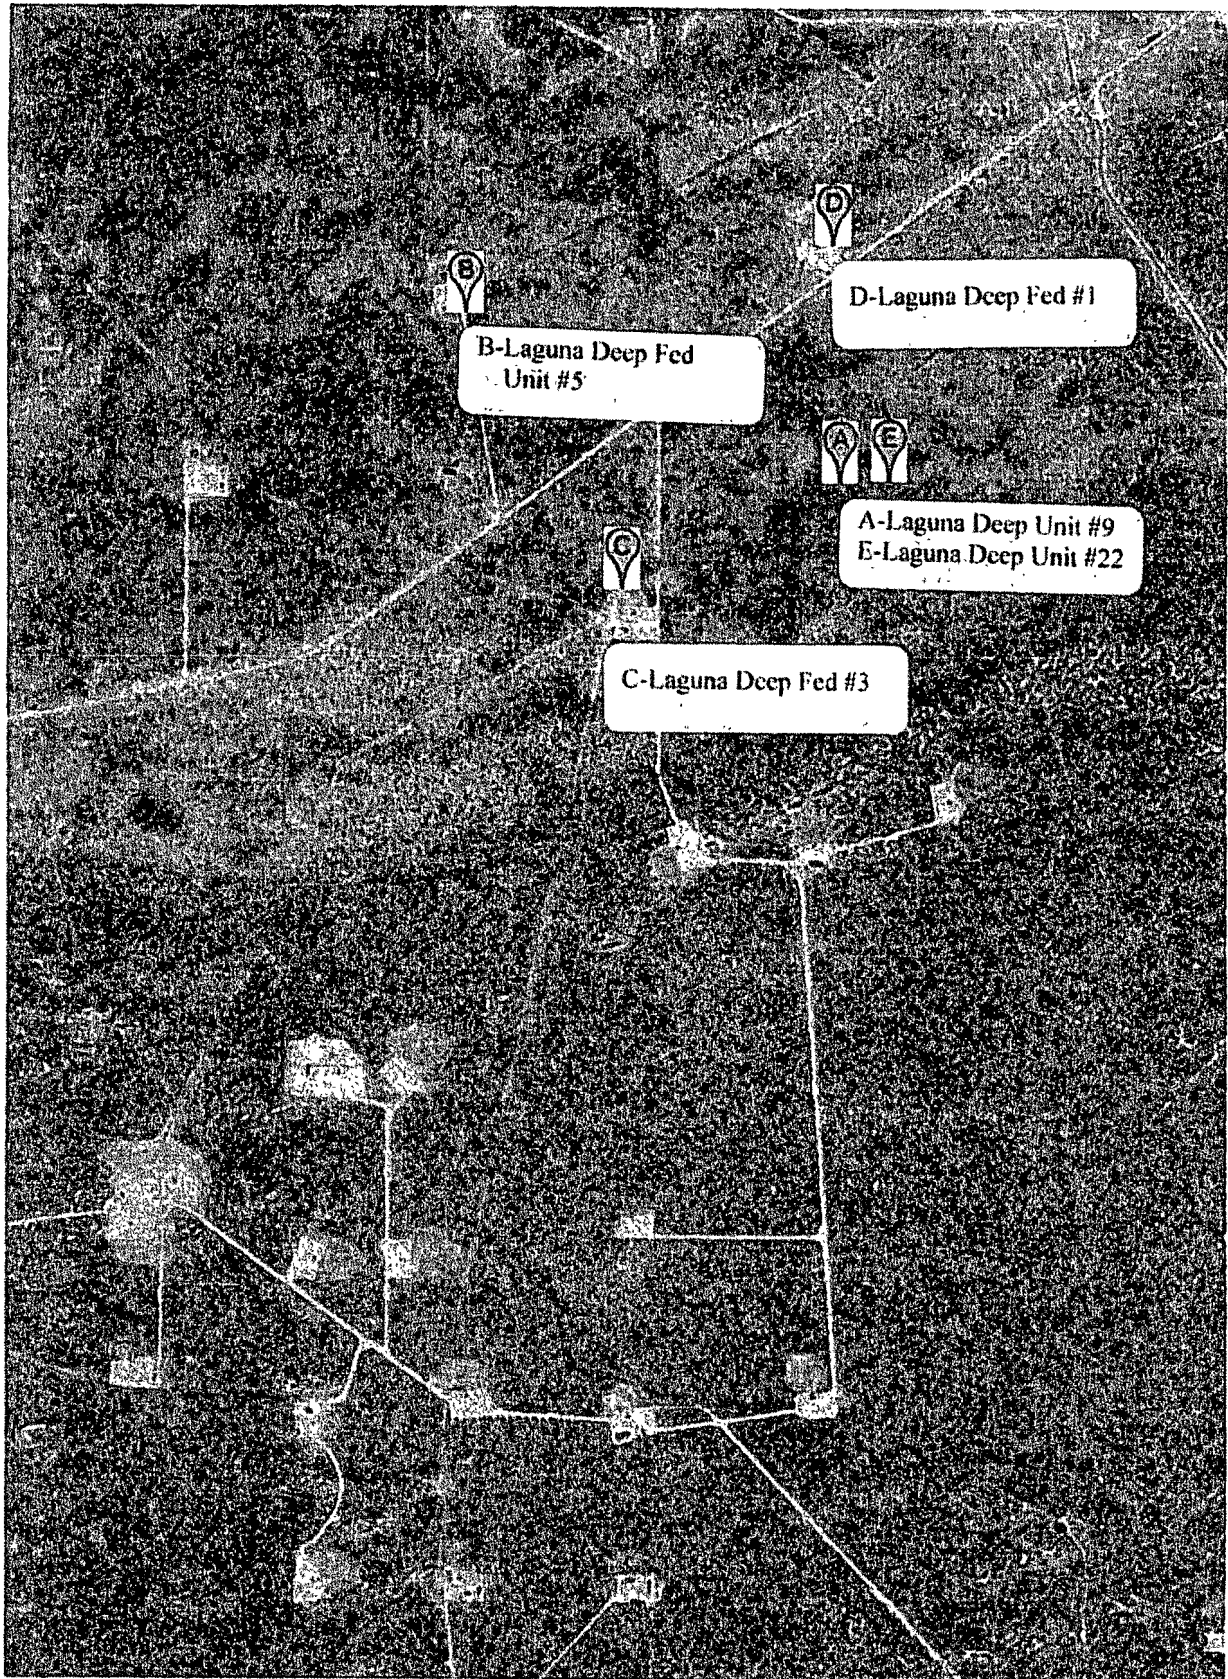 D
B
D-Laguna Deep Fed #1
B-Laguna Deep Fed
Unit #5
A E
A-Laguna Deep Unit #9
E-Laguna Deep Unit #22
C
C-Laguna Deep Fed #3